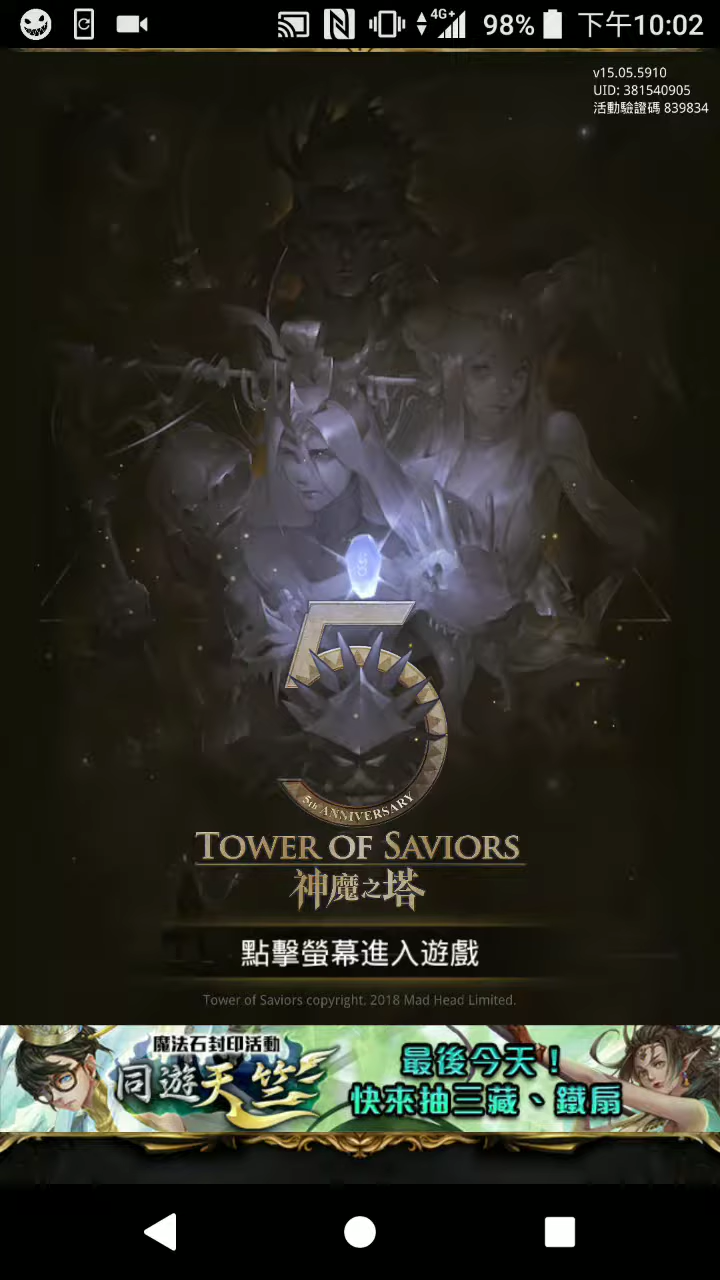 4G+ 98% 下午10:02
v15.05.5910
UID: 381540905
活動驗證碼 839834
5
5th ANNIVERSARY
TOWER OF SAVIORS
神魔之塔
點擊螢幕進入遊戲
Tower of Saviors copyright. 2018 Mad Head Limited.
魔法石封印活動
同遊天竺
最後今天！
快來抽三藏、鐵扇